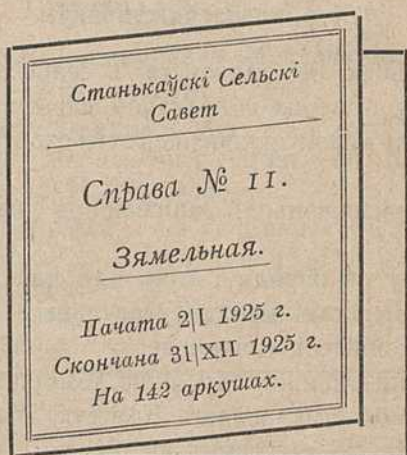 Станькаўскі Сельскі
Савет
Справа № 11.
Зямельная.
Пачата 2|I 1925 г.
Скончана 31|XII 1925 г.
На 142 аркушах.